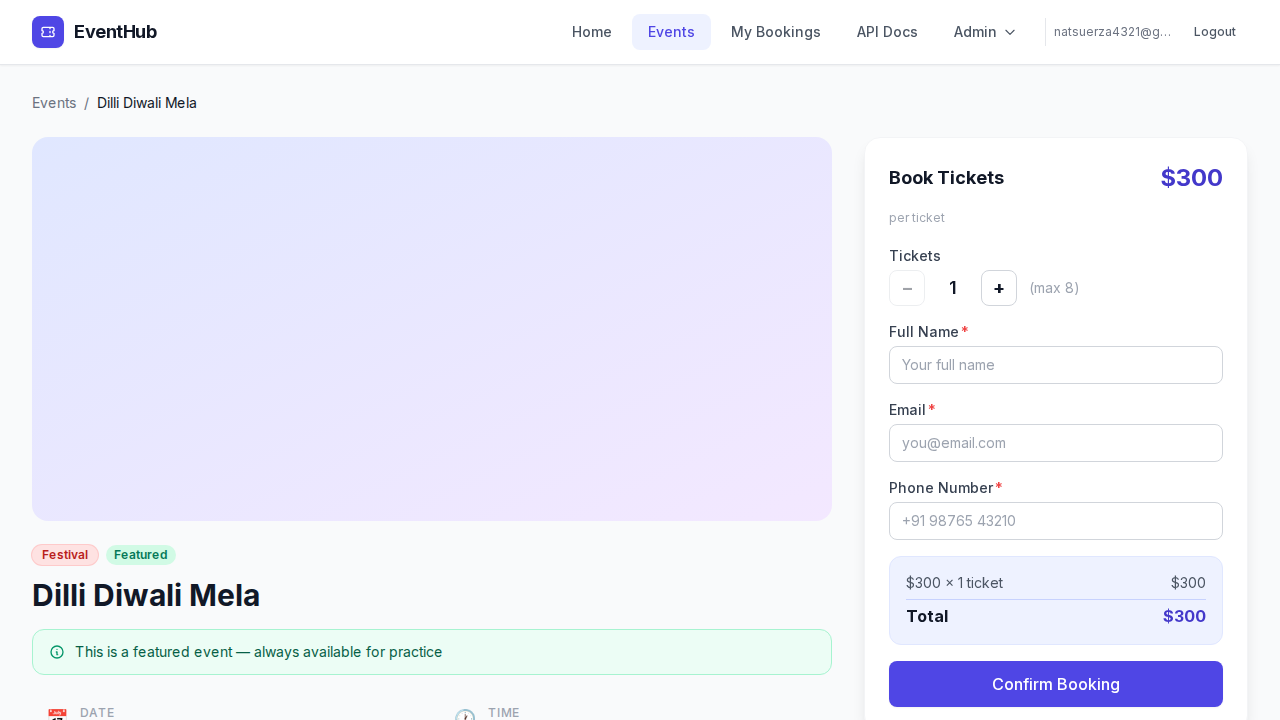 EventHub
Home
Events
My Bookings
API Docs
Admin
natsuerza4321@g...
Logout
Events / Dilli Diwali Mela
Festival
Featured
Dilli Diwali Mela
This is a featured event — always available for practice
DATE
TIME
Book Tickets
$300
per ticket
Tickets
−
1
+
(max 8)
Full Name*
Your full name
Email*
you@email.com
Phone Number*
+91 98765 43210
$300 × 1 ticket
$300
Total
$300
Confirm Booking